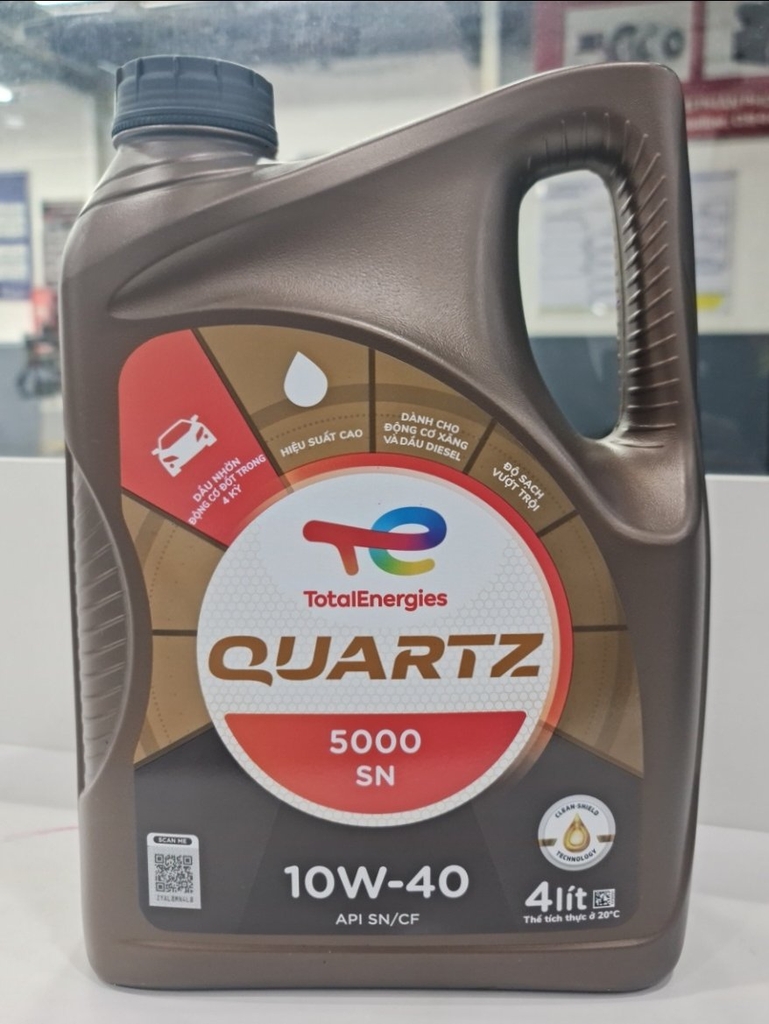 HIỆU SUẤT CAO
DÀNH CHO
ĐỘNG CƠ XĂNG
VÀ DẦU DIESEL
DẦU NHỜN
ĐỘNG CƠ ĐỐT TRONG
4 KỲ
ĐỘ SẠCH
VƯỢT TRỘI
TotalEnergies
QUARTZ
5000
SN
CLEAN-SHIELD
TECHNOLOGY
SCAN ME
10W-40
API SN/CF
4 lít
Thể tích thực ở 20°C